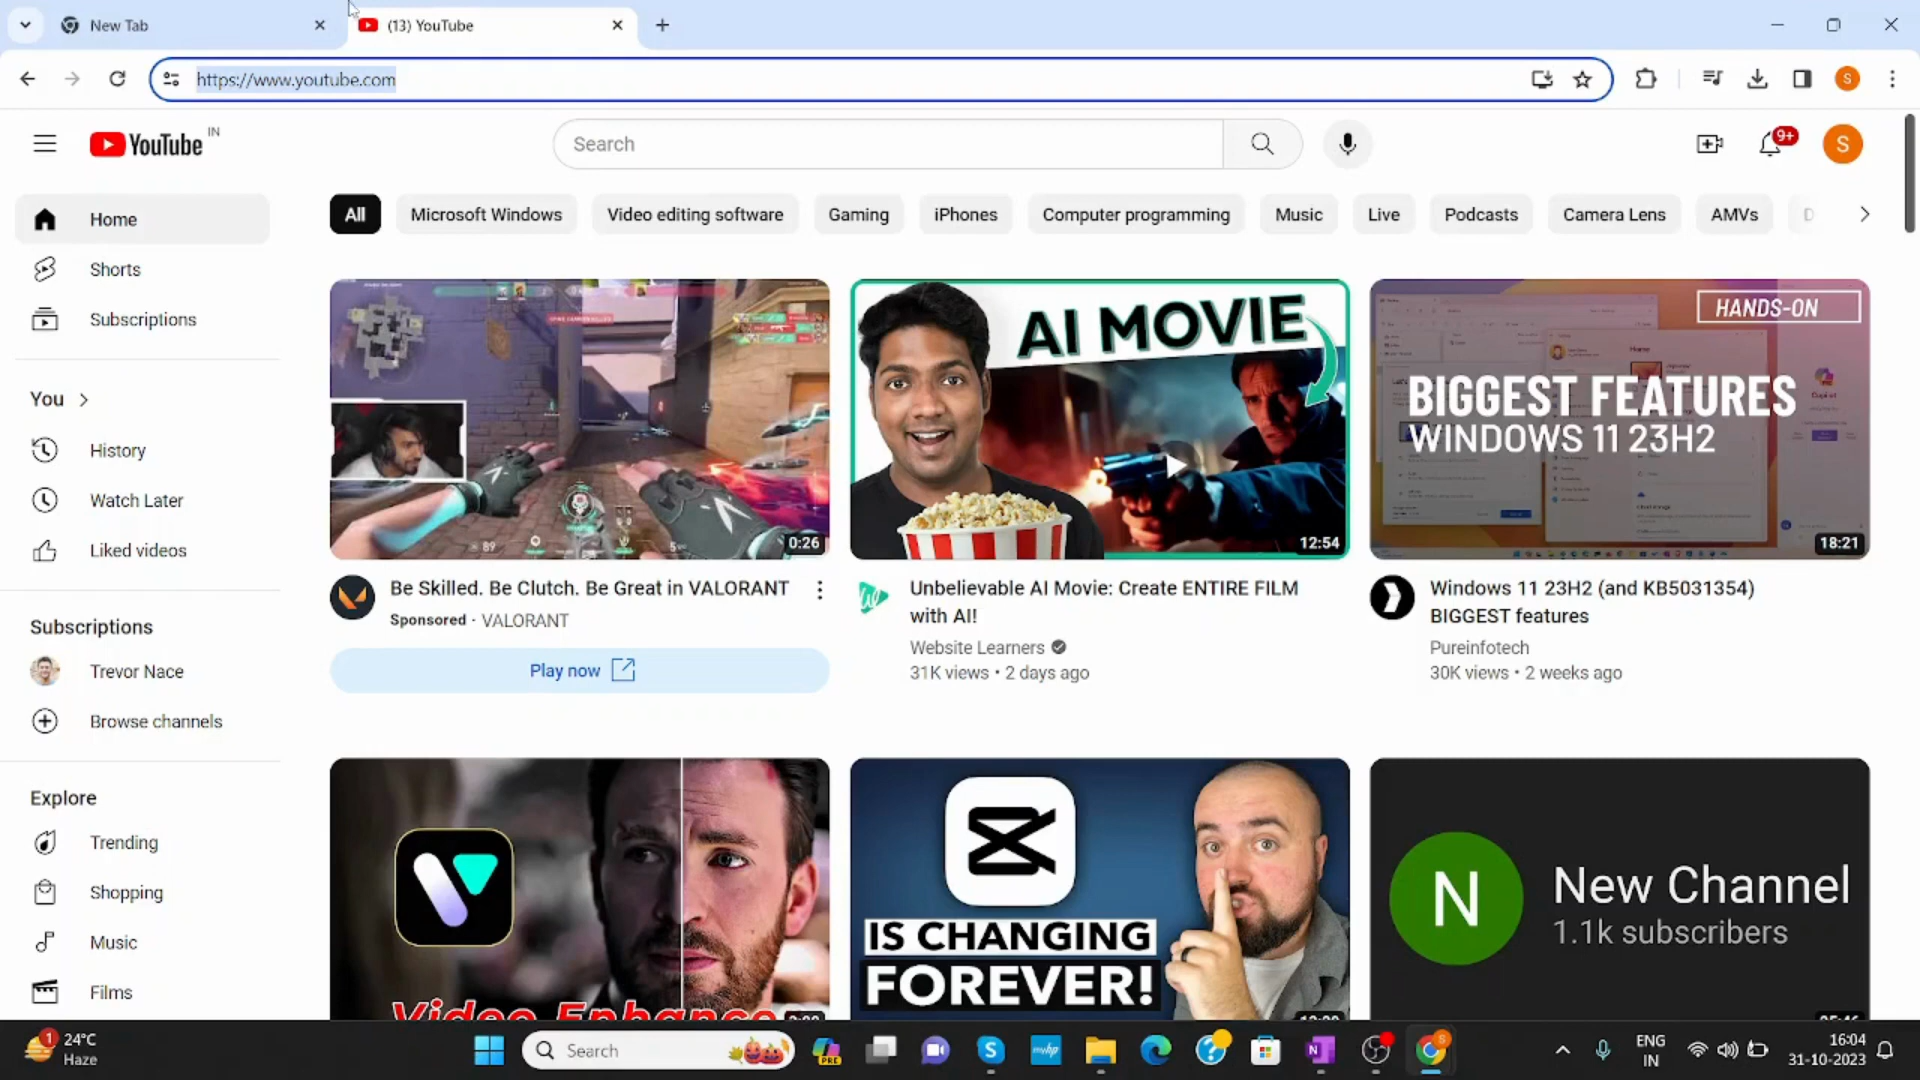 New Tab
(13) YouTube
https://www.youtube.com
S
YouTube IN
Search
9+
S
Home
Shorts
Subscriptions
You
History
Watch Later
Liked videos
Subscriptions
Trevor Nace
Browse channels
Explore
Trending
Shopping
Music
Films
All
Microsoft Windows
Video editing software
Gaming
iPhones
Computer programming
Music
Live
Podcasts
Camera Lens
AMVs
D
0:26
Be Skilled. Be Clutch. Be Great in VALORANT
Sponsored · VALORANT
Play now
AI MOVIE
12:54
Unbelievable AI Movie: Create ENTIRE FILM
with AI!
Website Learners
31K views • 2 days ago
HANDS-ON
BIGGEST FEATURES
WINDOWS 11 23H2
18:21
Windows 11 23H2 (and KB5031354)
BIGGEST features
Pureinfotech
30K views • 2 weeks ago
Video Enhance
IS CHANGING
FOREVER!
N
New Channel
1.1k subscribers
1
24°C
Haze
Search
PRE
S
myhp
N
S
ENG
IN
16:04
31-10-2023